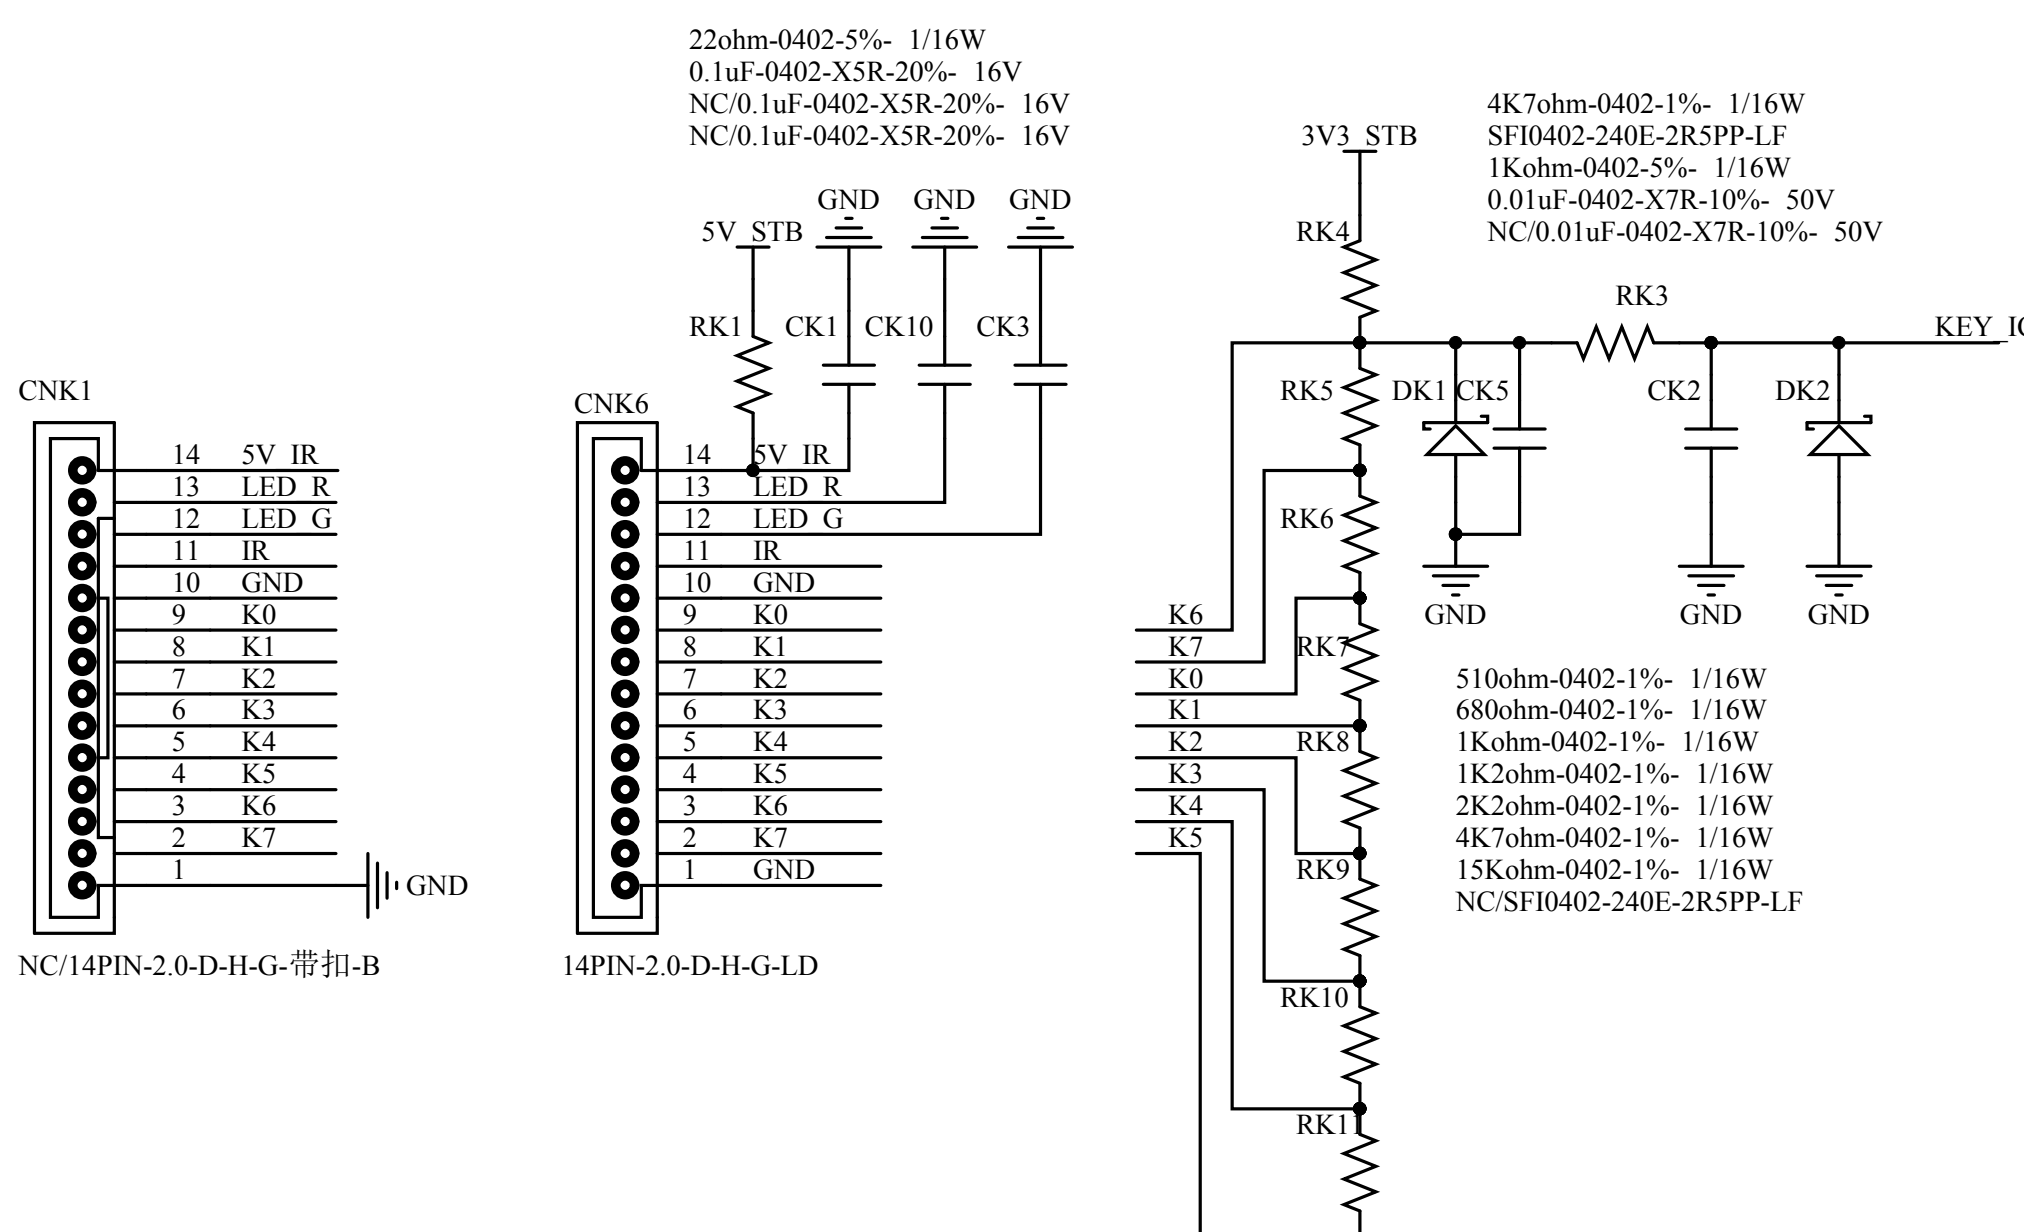 22ohm-0402-5%- 1/16W
0.1uF-0402-X5R-20%- 16V
NC/0.1uF-0402-X5R-20%- 16V
NC/0.1uF-0402-X5R-20%- 16V
4K7ohm-0402-1%- 1/16W
SFI0402-240E-2R5PP-LF
1Kohm-0402-5%- 1/16W
0.01uF-0402-X7R-10%- 50V
NC/0.01uF-0402-X7R-10%- 50V
3V3_STB
GND GND GND
5V_STB
RK4
RK3
RK1 CK1 CK10 CK3
KEY_
CNK1
CNK6
RK5 DK1 CK5 CK2 DK2
14 5V_IR
13 LED_R
12 LED_G
11 IR
10 GND
9 K0
8 K1
7 K2
6 K3
5 K4
4 K5
3 K6
2 K7
1
GND
NC/14PIN-2.0-D-H-G-带扣-B
14 5V_IR
13 LED_R
12 LED_G
11 IR
10 GND
9 K0
8 K1
7 K2
6 K3
5 K4
4 K5
3 K6
2 K7
1 GND
14PIN-2.0-D-H-G-LD
RK6
GND GND GND
K6
K7
K0
K1
K2
K3
K4
K5
RK7
RK8
RK9
RK10
RK11
510ohm-0402-1%- 1/16W
680ohm-0402-1%- 1/16W
1Kohm-0402-1%- 1/16W
1K2ohm-0402-1%- 1/16W
2K2ohm-0402-1%- 1/16W
4K7ohm-0402-1%- 1/16W
15Kohm-0402-1%- 1/16W
NC/SFI0402-240E-2R5PP-LF